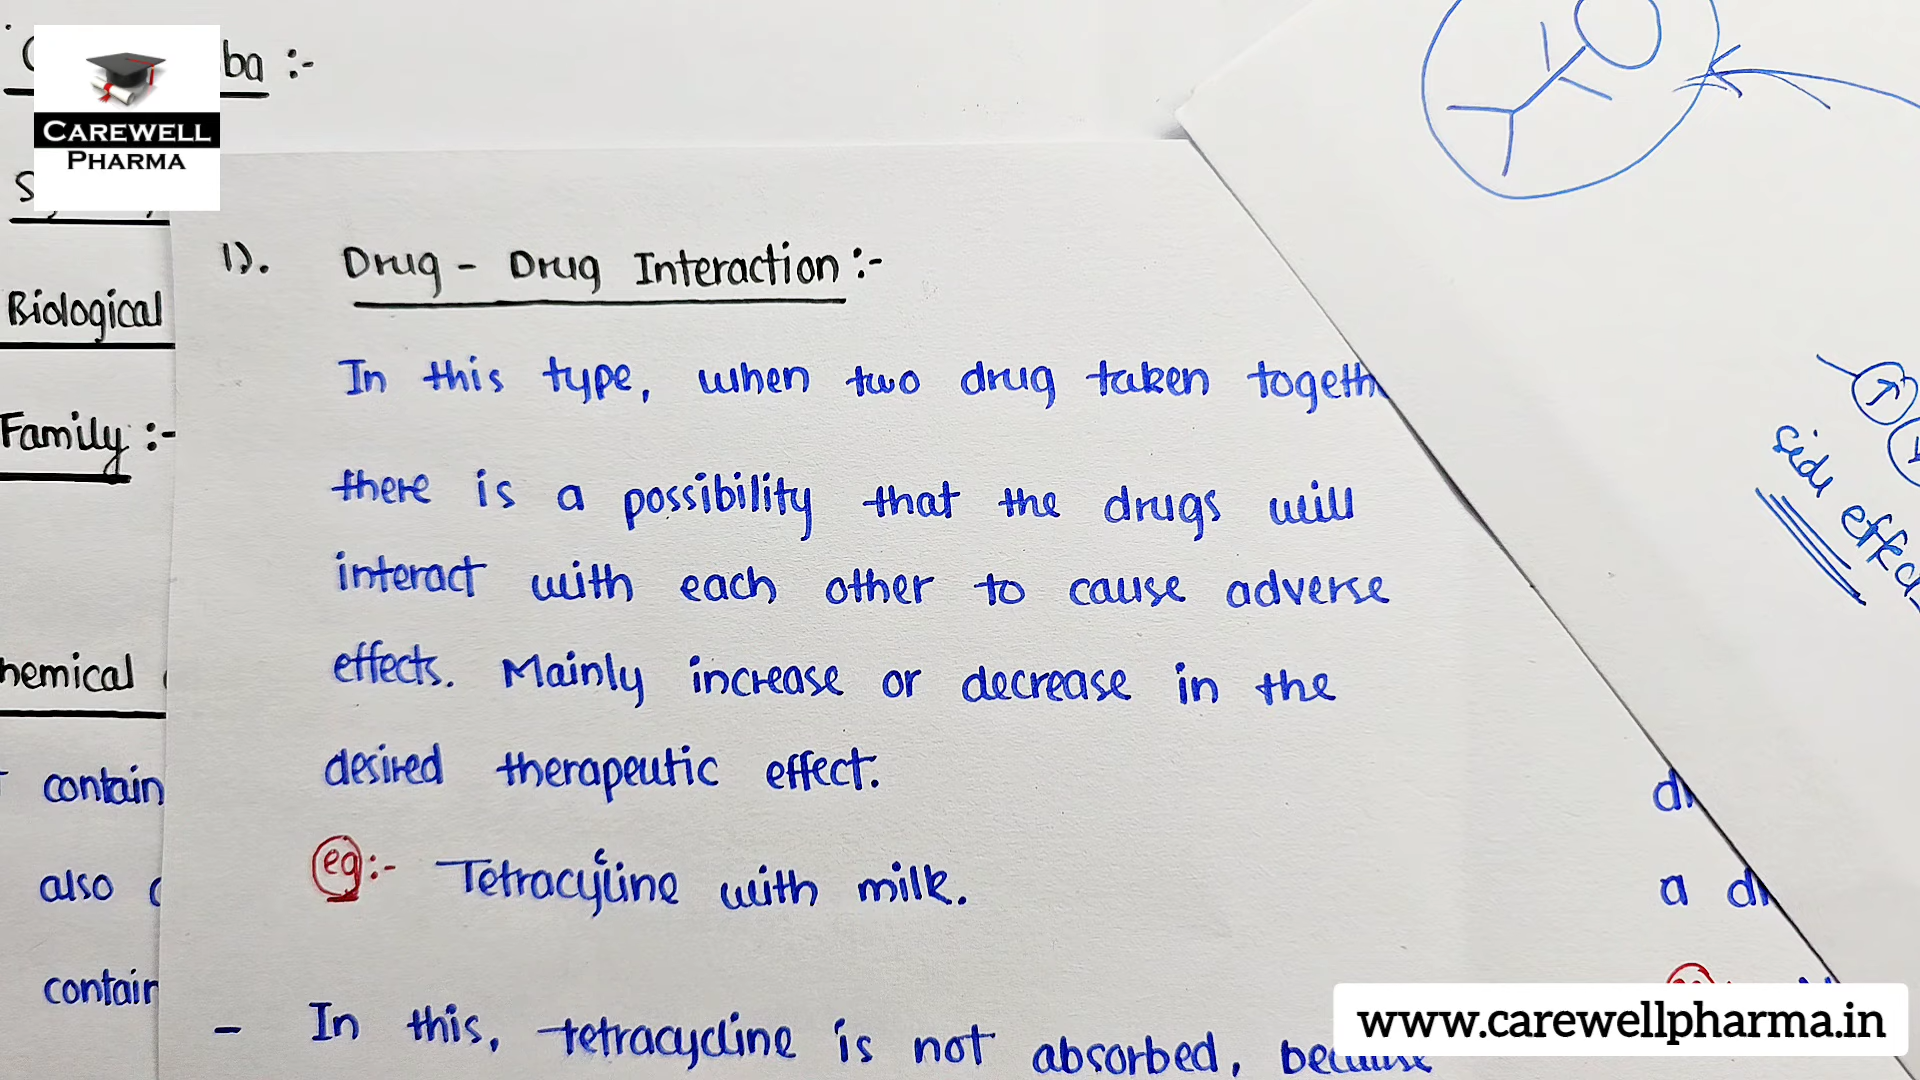 ba :-
CAREWELL
PHARMA
Biological
Family :-
hemical
contain
also
contain
1). Drug - Drug Interaction :-
In this type, when two drug taken togeth
there is a possibility that the drugs will
interact with each other to cause adverse
effects. Mainly increase or decrease in the
desired therapeutic effect.
eg :- Tetracycline with milk.
- In this, tetracycline is not absorbed, because
side effect
a
www.carewellpharma.in